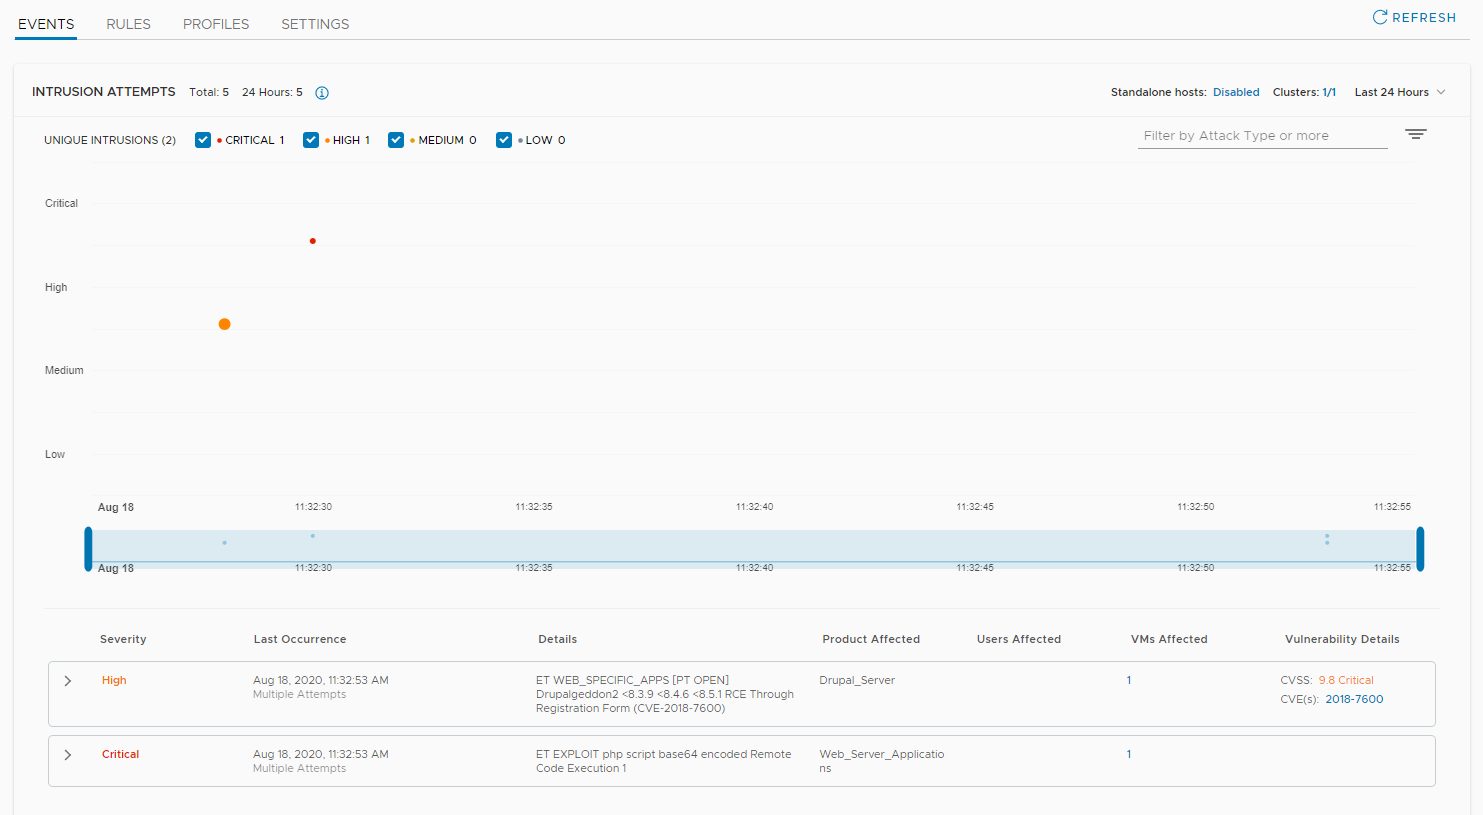 EVENTS RULES PROFILES SETTINGS REFRESH
INTRUSION ATTEMPTS Total: 5 24 Hours: 5 Standalone hosts: Disabled Clusters: 1/1 Last 24 Hours
UNIQUE INTRUSIONS (2) CRITICAL 1 HIGH 1 MEDIUM 0 LOW 0 Filter by Attack Type or more
Critical
High
Medium
Low
Aug 18 11:32:30 11:32:35 11:32:40 11:32:45 11:32:50 11:32:55
Aug 18 11:32:30 11:32:35 11:32:40 11:32:45 11:32:50 11:32:55
Severity Last Occurrence Details Product Affected Users Affected VMs Affected Vulnerability Details
High Aug 18, 2020, 11:32:53 AM ET WEB_SPECIFIC_APPS [PT OPEN] Drupal_Server 1 CVSS: 9.8 Critical
Multiple Attempts Drupalgeddon2 <8.3.9 <8.4.6 <8.5.1 RCE Through CVE(s): 2018-7600
Registration Form (CVE-2018-7600)
Critical Aug 18, 2020, 11:32:53 AM ET EXPLOIT php script base64 encoded Remote Web_Server_Applicatio 1
Multiple Attempts Code Execution 1 ns